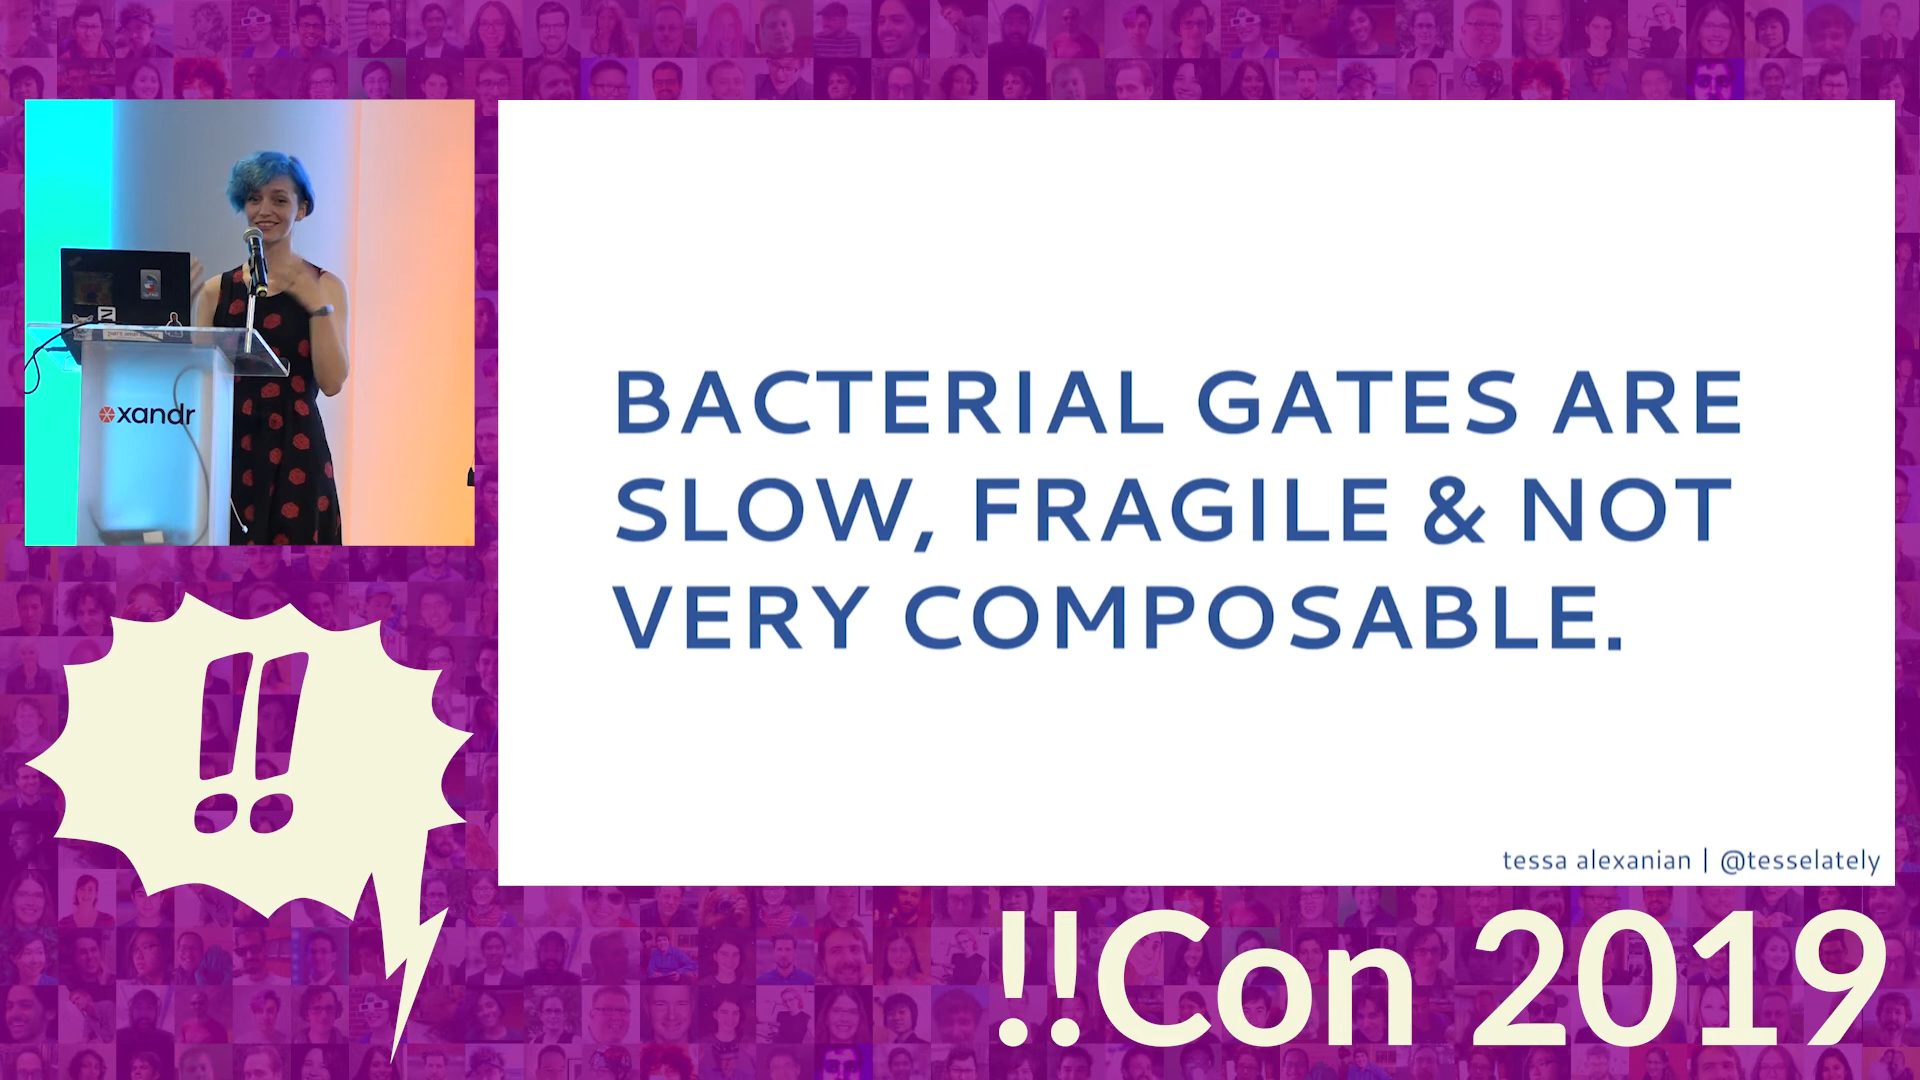 xandr
!!
BACTERIAL GATES ARE
SLOW, FRAGILE & NOT
VERY COMPOSABLE.
tessa alexanian | @tesselately
!!Con 2019